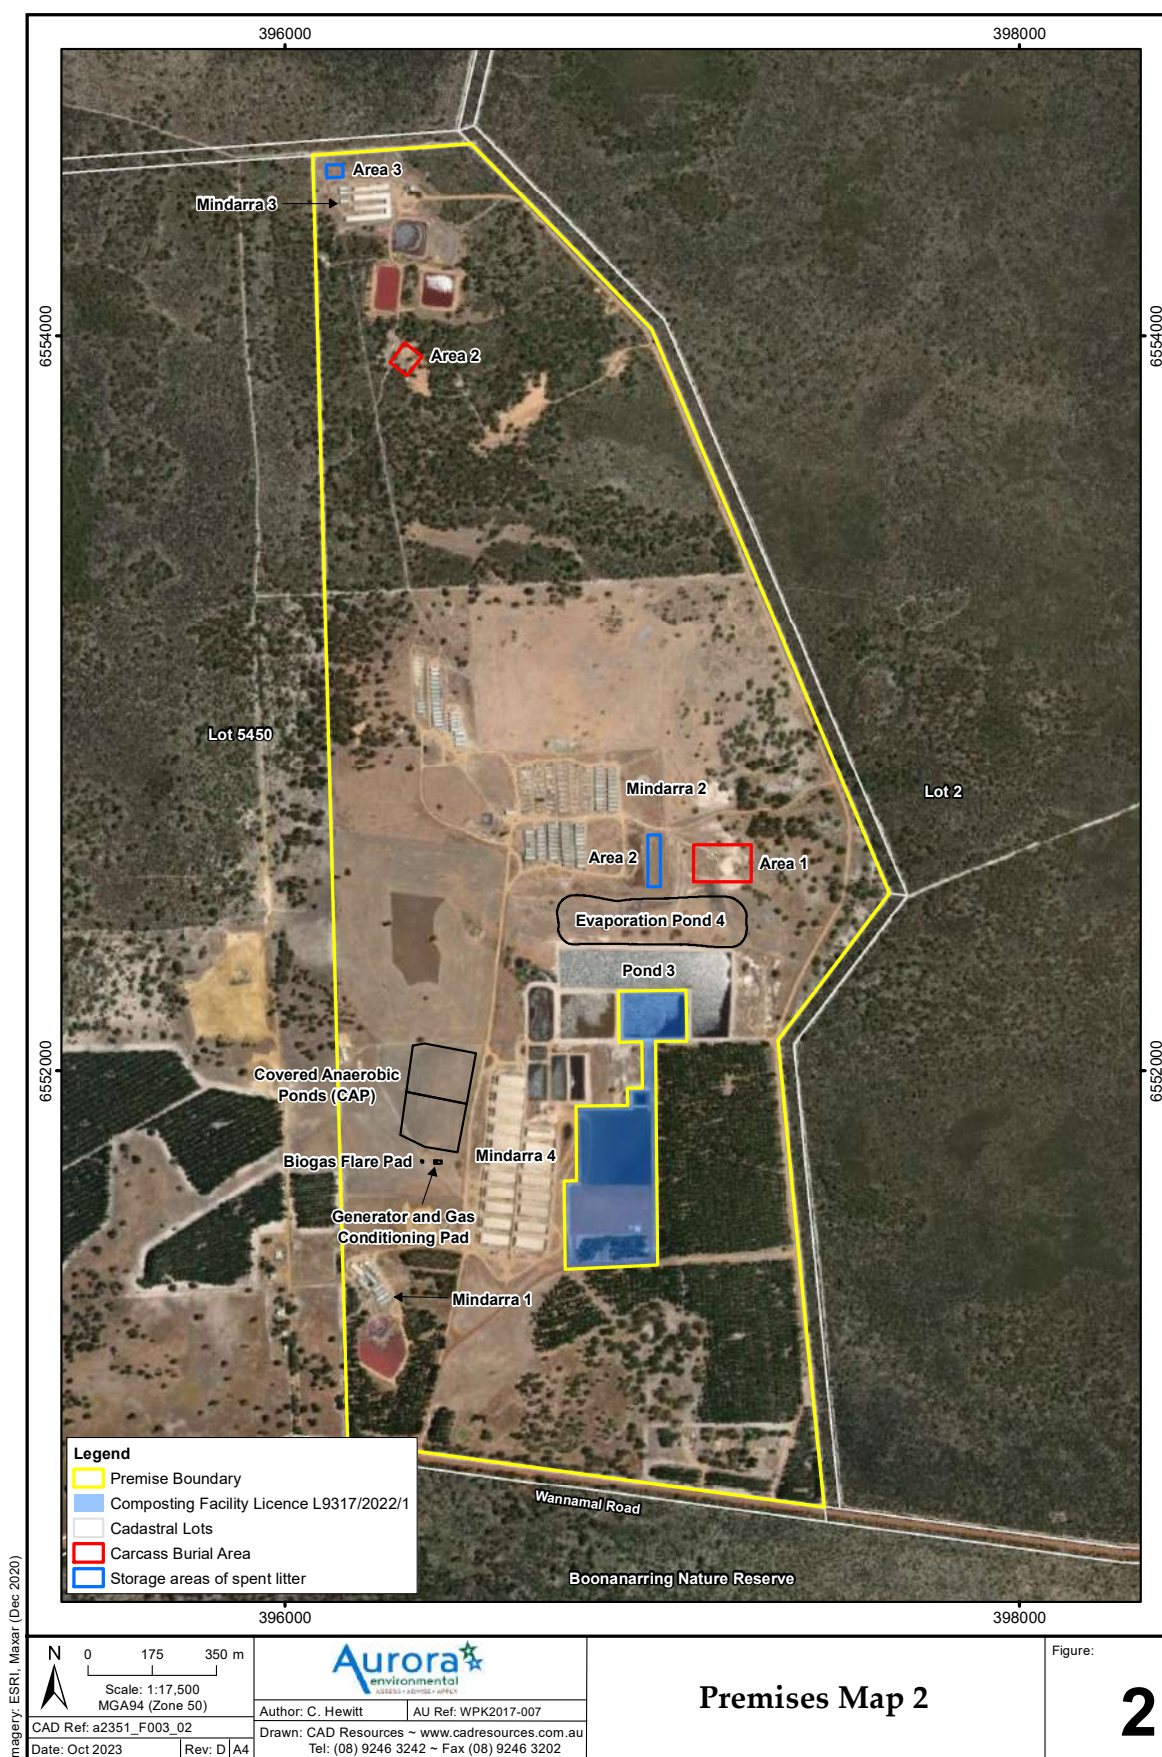 396000
398000
Area 3
Mindarra 3
6554000
6554000
Area 2
Lot 5450
Mindarra 2
Lot 2
Area 2
Area 1
Evaporation Pond 4
Pond 3
6552000
6552000
Covered Anaerobic
Ponds (CAP)
Mindarra 4
Biogas Flare Pad
Generator and Gas
Conditioning Pad
Mindarra 1
Legend
Premise Boundary
Composting Facility Licence L9317/2022/1
Cadastral Lots
Carcass Burial Area
Storage areas of spent litter
Wannamal Road
Boonanarring Nature Reserve
396000
398000
magery: ESRI, Maxar (Dec 2020)
N
0 175 350 m
Scale: 1:17,500
MGA94 (Zone 50)
CAD Ref: a2351_F003_02
Date: Oct 2023 Rev: D A4
Aurora
environmental
ASSESS • ADVISE • APPLY
Author: C. Hewitt AU Ref: WPK2017-007
Drawn: CAD Resources ~ www.cadresources.com.au
Tel: (08) 9246 3242 ~ Fax (08) 9246 3202
Premises Map 2
Figure:
2